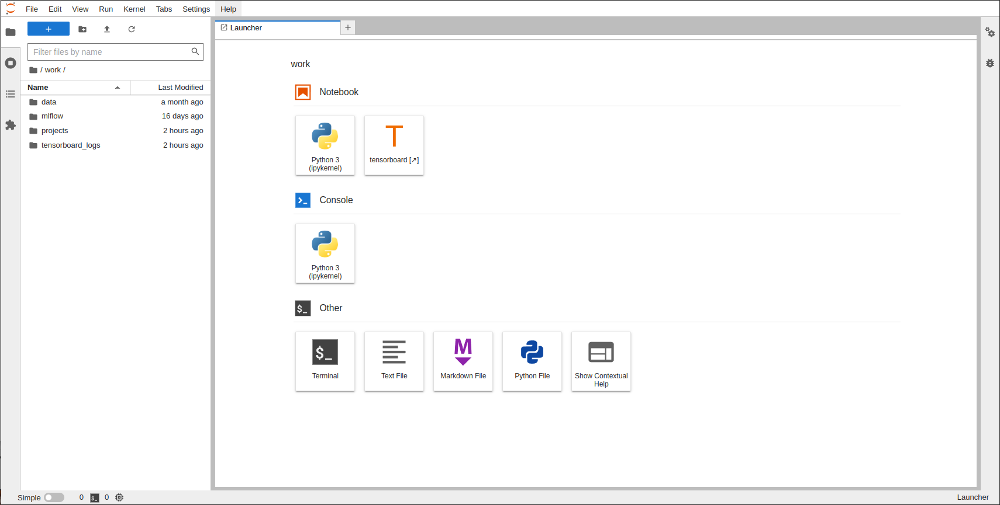 File Edit View Run Kernel Tabs Settings Help
Launcher
Filter files by name
/ work /
Name Last Modified
data a month ago
mlflow 16 days ago
projects 2 hours ago
tensorboard_logs 2 hours ago
work
Notebook
Python 3
(ipykernel)
T
tensorboard [↗]
Console
Python 3
(ipykernel)
$_ Other
$_
Terminal
Text File
M
Markdown File
Python File
Show Contextual
Help
Simple 0 $_ 0 Launcher